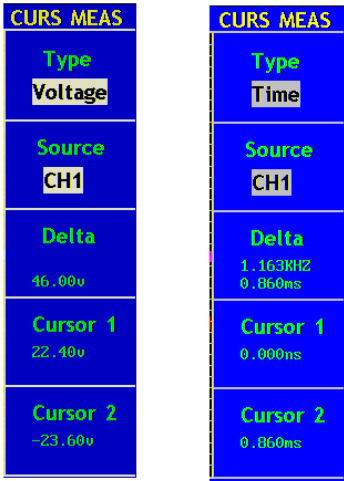 CURS MEAS
Type
Voltage
Source
CH1
Delta
46.00v
Cursor 1
22.40v
Cursor 2
-23.60v
CURS MEAS
Type
Time
Source
CH1
Delta
1.163KHZ
0.860ms
Cursor 1
0.000ns
Cursor 2
0.860ms